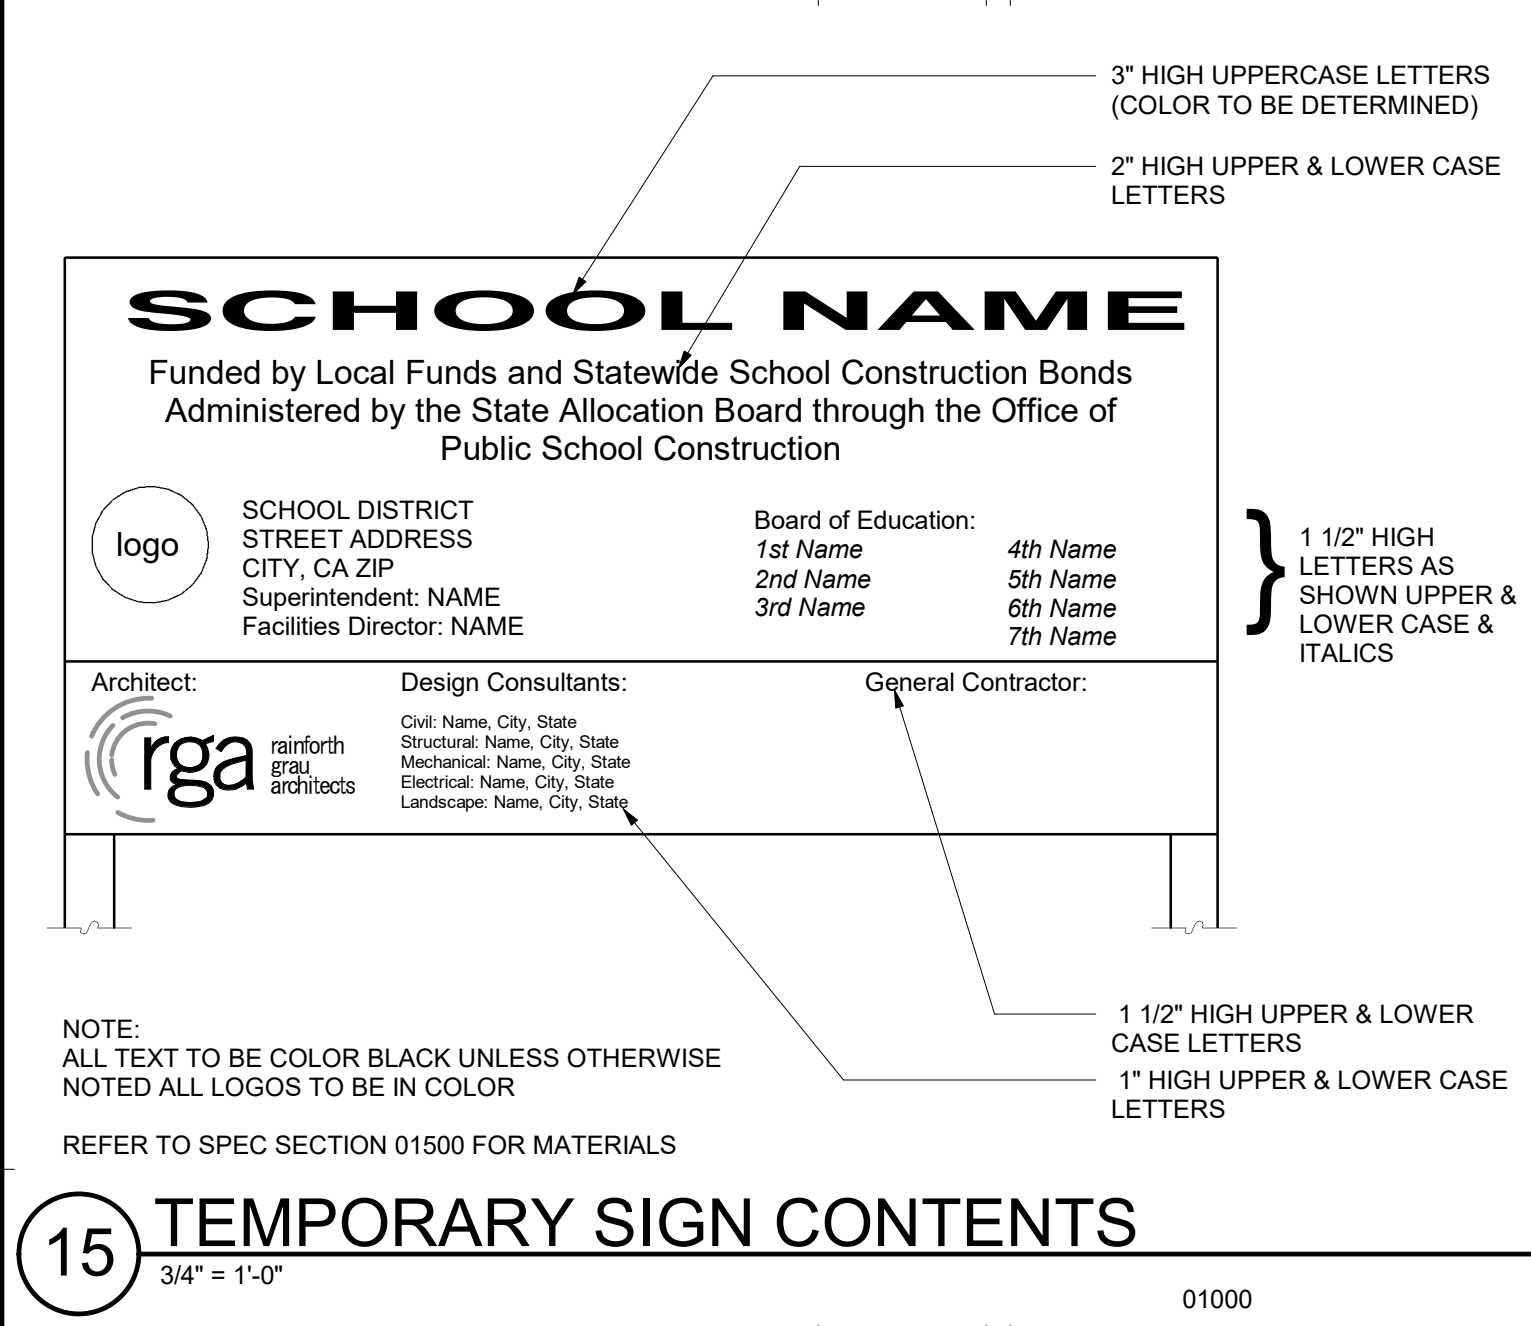 3" HIGH UPPERCASE LETTERS
(COLOR TO BE DETERMINED)
2" HIGH UPPER & LOWER CASE
LETTERS
SCHOOL NAME
Funded by Local Funds and Statewide School Construction Bonds
Administered by the State Allocation Board through the Office of
Public School Construction
logo
SCHOOL DISTRICT
STREET ADDRESS
CITY, CA ZIP
Superintendent: NAME
Facilities Director: NAME
Board of Education:
1st Name
2nd Name
3rd Name
4th Name
5th Name
6th Name
7th Name
1 1/2" HIGH
LETTERS AS
SHOWN UPPER &
LOWER CASE &
ITALICS
Architect:
rga
rainforth
grau
architects
Design Consultants:
Civil: Name, City, State
Structural: Name, City, State
Mechanical: Name, City, State
Electrical: Name, City, State
Landscape: Name, City, State
General Contractor:
1 1/2" HIGH UPPER & LOWER
CASE LETTERS
1" HIGH UPPER & LOWER CASE
LETTERS
NOTE:
ALL TEXT TO BE COLOR BLACK UNLESS OTHERWISE
NOTED ALL LOGOS TO BE IN COLOR
REFER TO SPEC SECTION 01500 FOR MATERIALS
15
TEMPORARY SIGN CONTENTS
3/4" = 1'-0"
01000